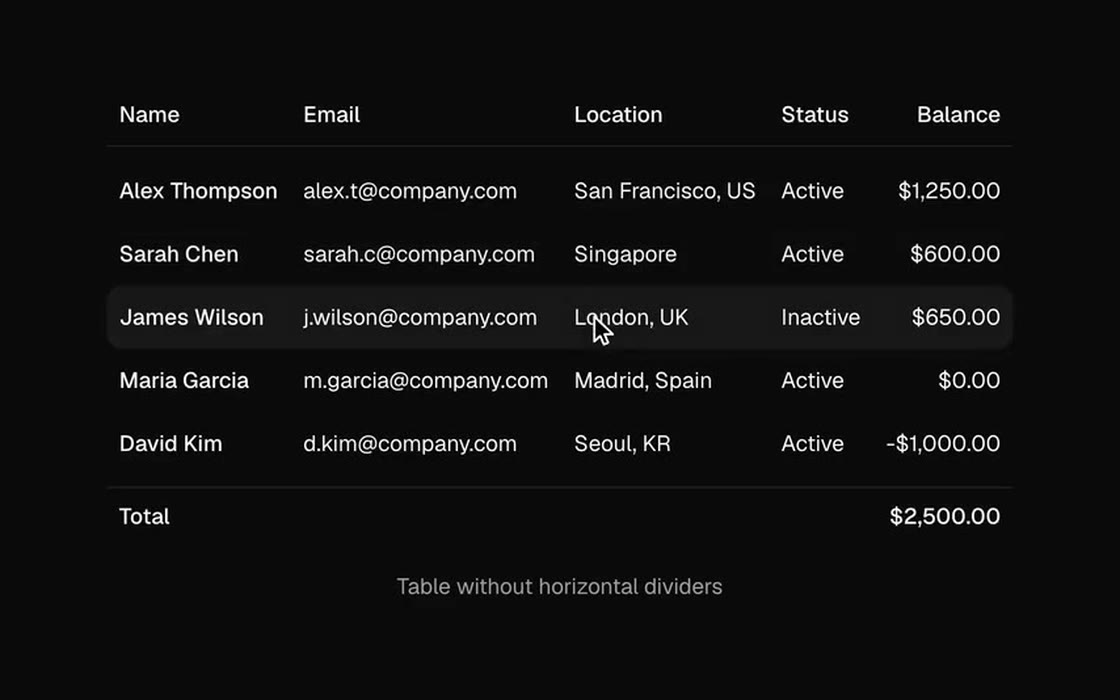 Name Email Location Status Balance
Alex Thompson alex.t@company.com San Francisco, US Active $1,250.00
Sarah Chen sarah.c@company.com Singapore Active $600.00
James Wilson j.wilson@company.com London, UK Inactive $650.00
Maria Garcia m.garcia@company.com Madrid, Spain Active $0.00
David Kim d.kim@company.com Seoul, KR Active -$1,000.00
Total $2,500.00
Table without horizontal dividers